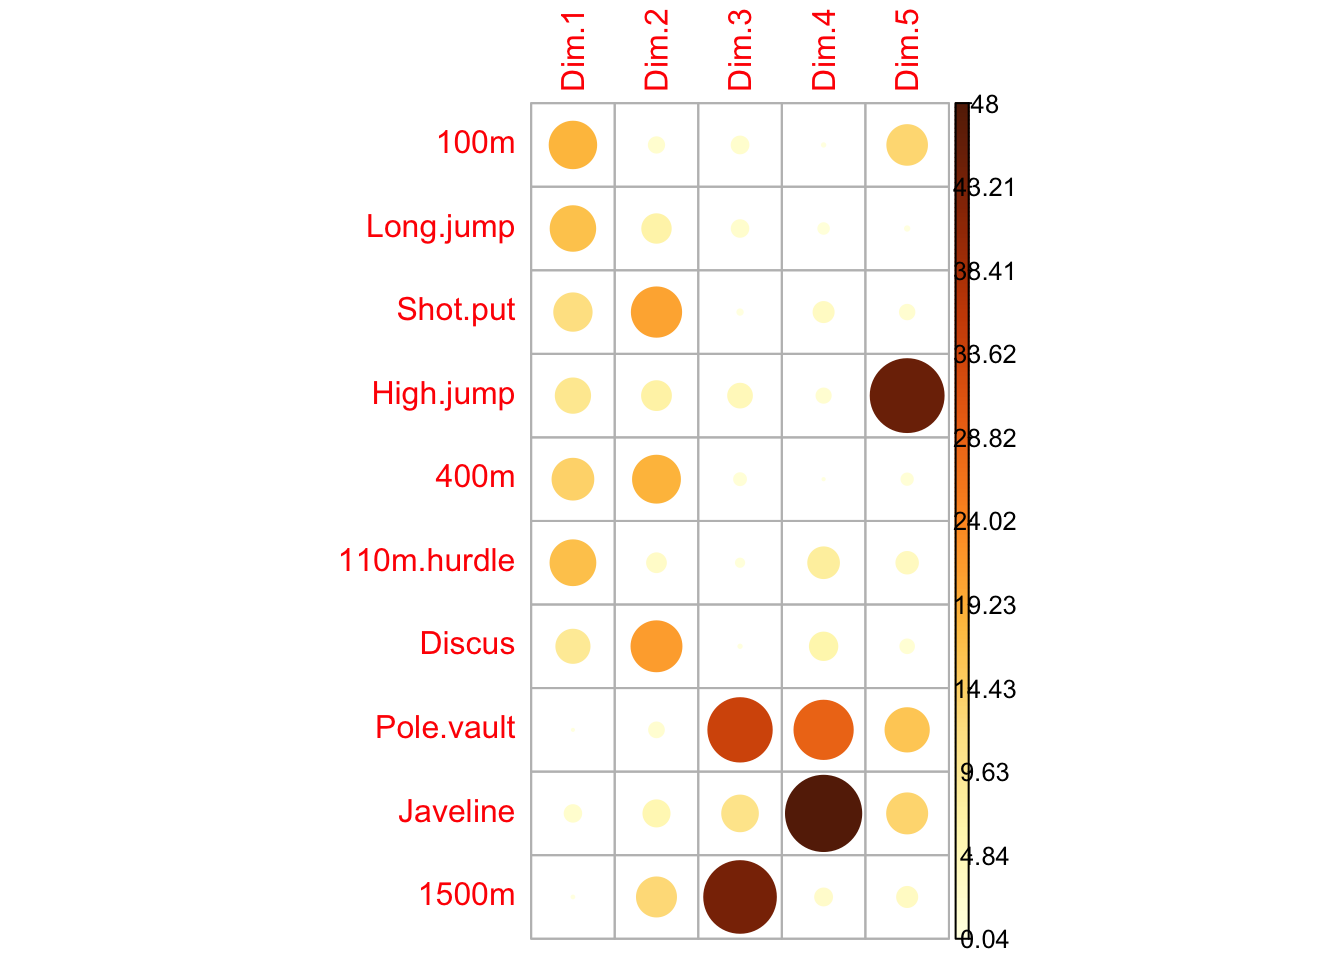 Dim.1 Dim.2 Dim.3 Dim.4 Dim.5
48
100m
43.21
Long.jump
38.41
Shot.put
33.62
High.jump
28.82
400m
24.02
110m.hurdle
19.23
Discus
14.43
Pole.vault
9.63
Javeline
4.84
1500m
0.04